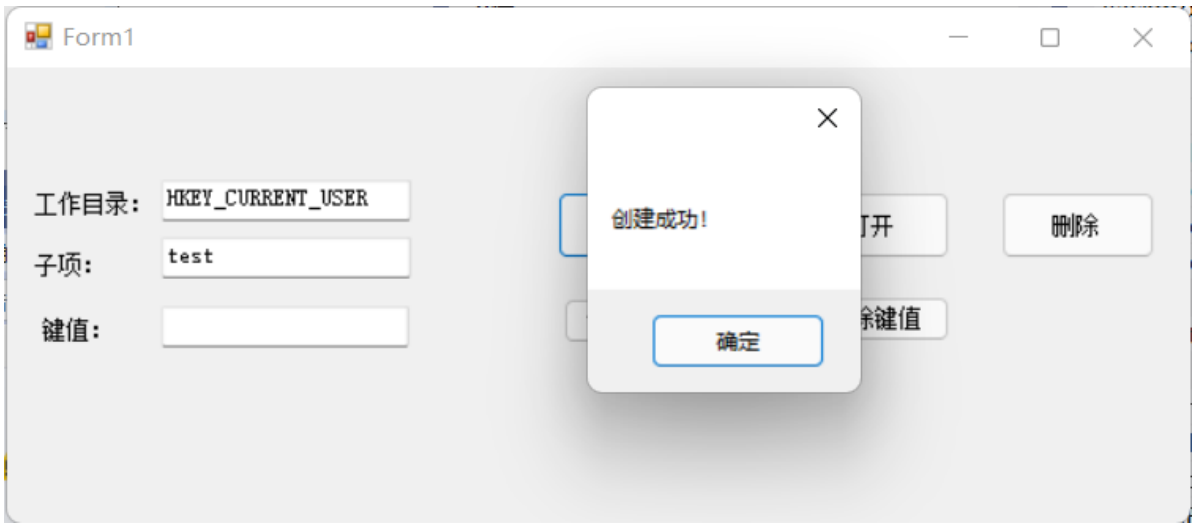 Form1
工作目录：
HKEY_CURRENT_USER
子项：
test
键值：
创建成功!
确定
打开
删除
除键值